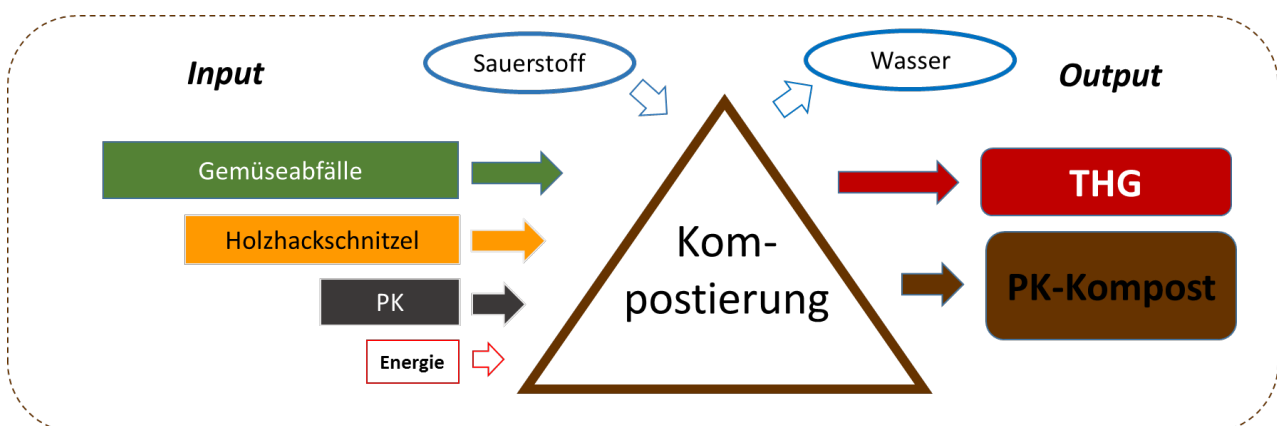 Input
Sauerstoff
Wasser
Output
Gemüseabfälle
Holzhackschnitzel
PK
Energie
Kom-
postierung
THG
PK-Kompost